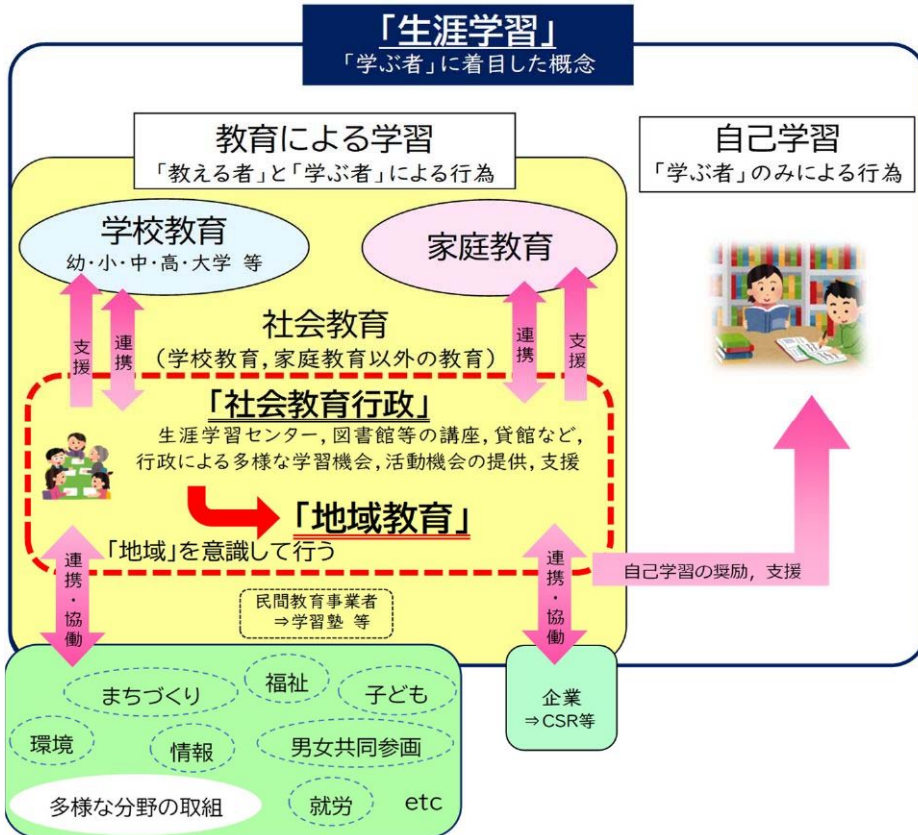 「生涯学習」
「学ぶ者」に着目した概念
教育による学習
「教える者」と「学ぶ者」による行為
自己学習
「学ぶ者」のみによる行為
学校教育
幼・小・中・高・大学 等
家庭教育
支援
連携
社会教育
(学校教育,家庭教育以外の教育)
連携
支援
「社会教育行政」
生涯学習センター,図書館等の講座,貸館など,
行政による多様な学習機会,活動機会の提供,支援
「地域教育」
「地域」を意識して行う
連携・協働
民間教育事業者
⇒学習塾 等
連携・協働
自己学習の奨励,支援
まちづくり
福祉
子ども
環境
情報
男女共同参画
多様な分野の取組
就労
etc
企業
⇒CSR等